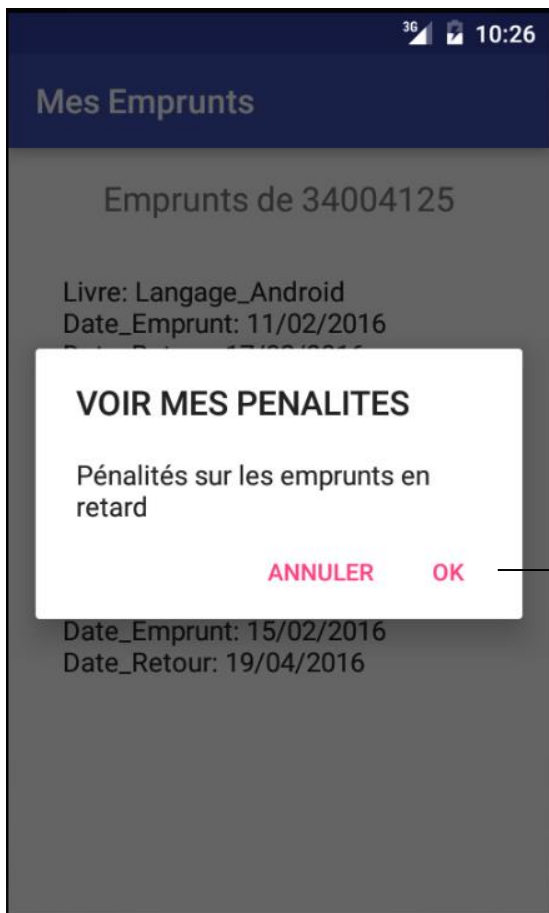 3G 10:26
Mes Emprunts
Emprunts de 34004125
Livre: Langage_Android
Date_Emprunt: 11/02/2016
VOIR MES PENALITES
Pénalités sur les emprunts en
retard
ANNULER OK
Date_Emprunt: 15/02/2016
Date_Retour: 19/04/2016